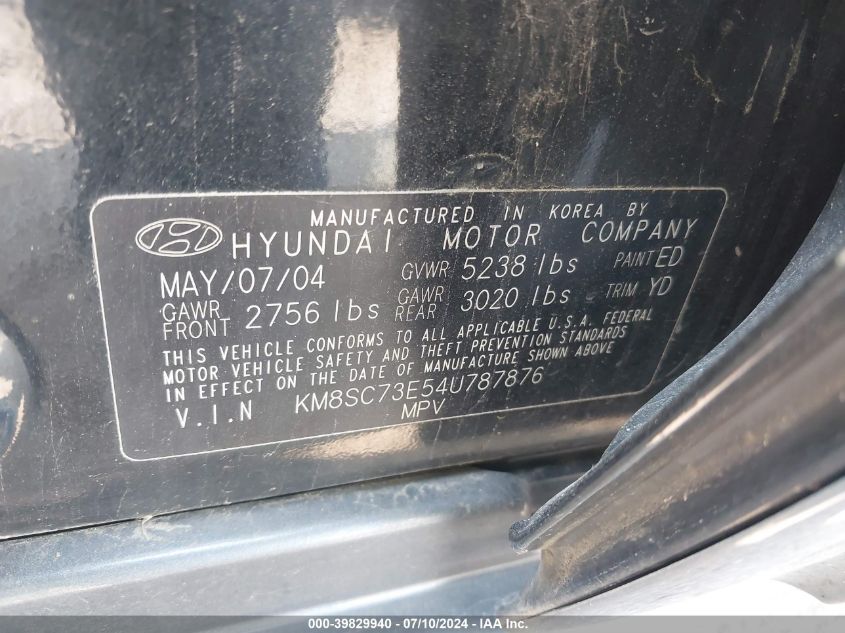 MANUFACTURED IN KOREA BY
HYUNDAI MOTOR COMPANY
MAY/07/04 GVWR 5238 lbs PAINT ED
GAWR FRONT 2756 lbs GAWR REAR 3020 lbs TRIM YD
THIS VEHICLE CONFORMS TO ALL APPLICABLE U.S.A. FEDERAL
MOTOR VEHICLE SAFETY AND THEFT PREVENTION STANDARDS
IN EFFECT ON THE DATE OF MANUFACTURE SHOWN ABOVE
V.I.N KM8SC73E54U787876
MPV
000-39829940 - 07/10/2024 - IAA Inc.